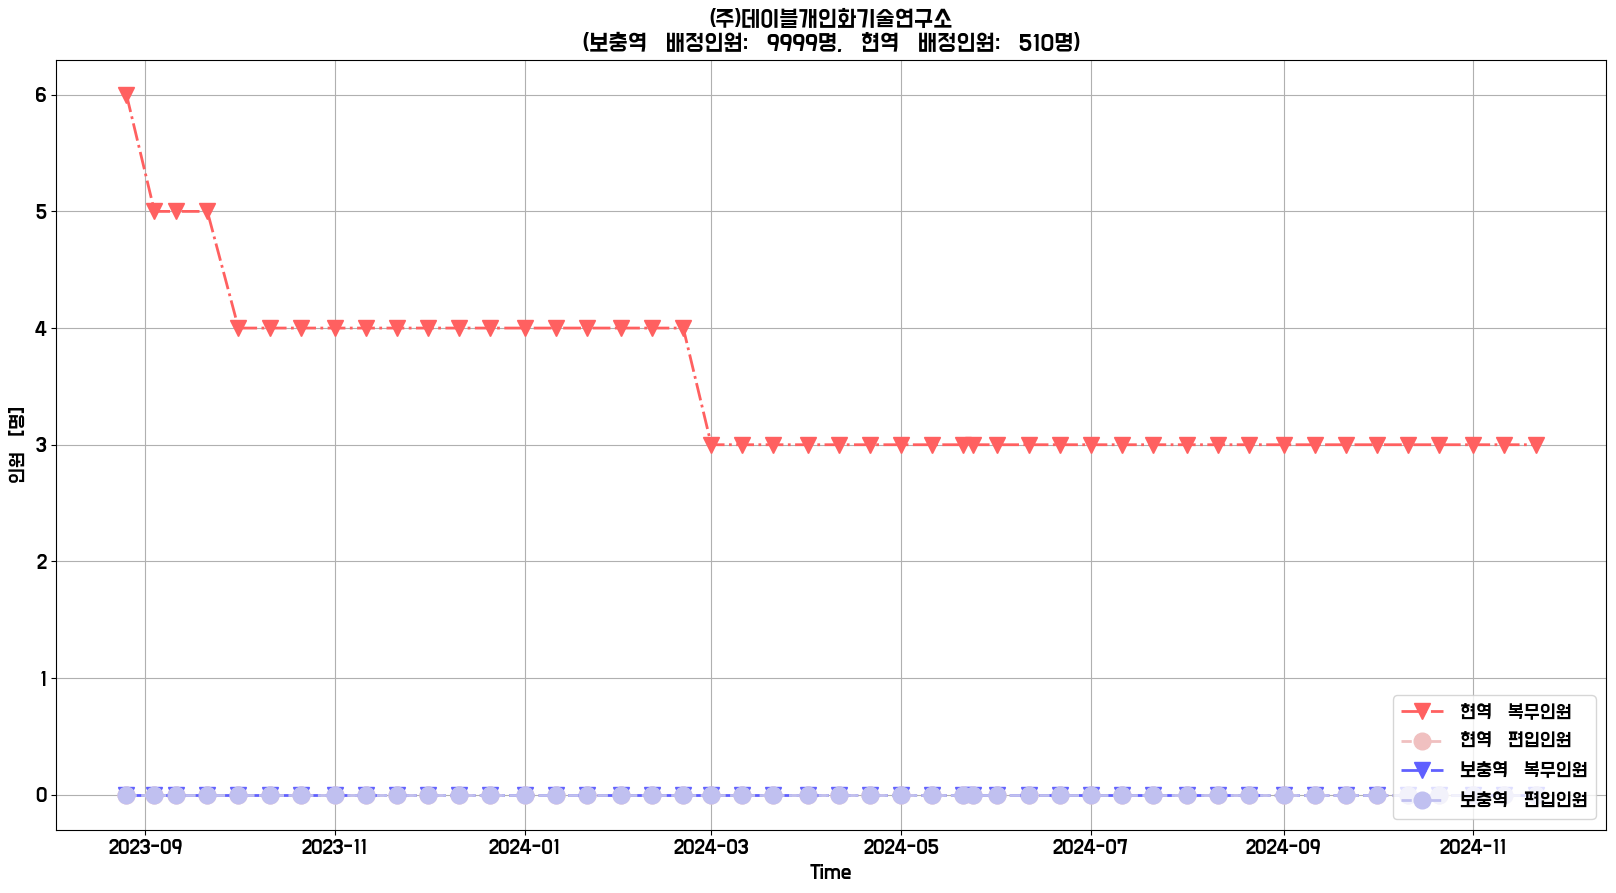 (주)데이블개인화기술연구소
(보충역 배정인원: 9999명, 현역 배정인원: 510명)
인원 [명]
6
5
4
3
2
1
0
2023-09 2023-11 2024-01 2024-03 2024-05 2024-07 2024-09 2024-11
Time
현역 복무인원
현역 편입인원
보충역 복무인원
보충역 편입인원